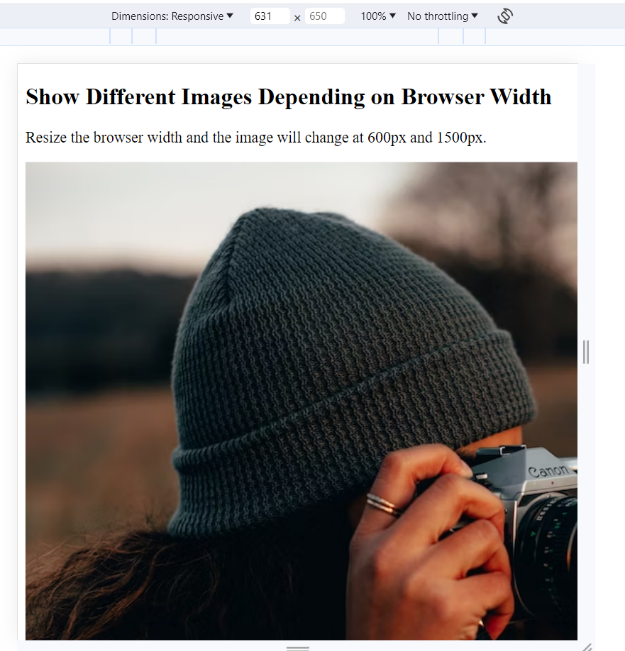 Dimensions: Responsive ▼ 631 x 650 100% ▼ No throttling ▼
Show Different Images Depending on Browser Width
Resize the browser width and the image will change at 600px and 1500px.
Canon